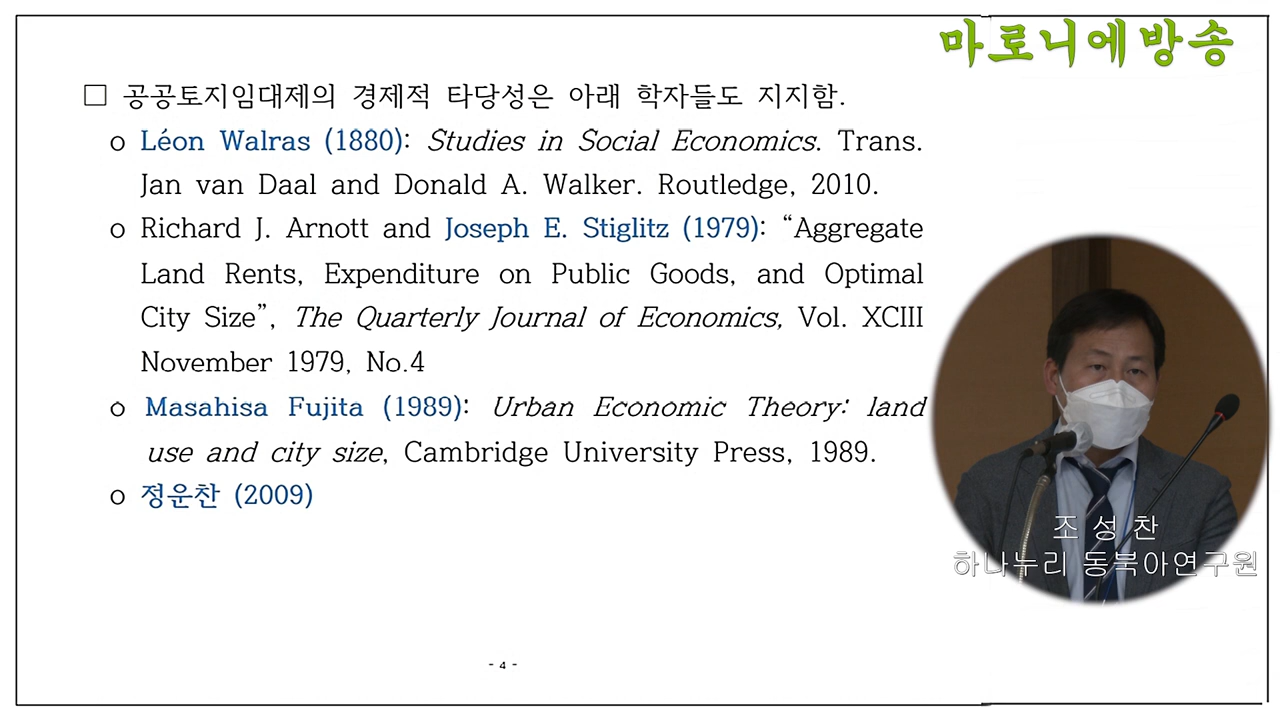 마로니에방송
□ 공공토지임대제의 경제적 타당성은 아래 학자들도 지지함.
o Léon Walras (1880): Studies in Social Economics. Trans.
Jan van Daal and Donald A. Walker. Routledge, 2010.
o Richard J. Arnott and Joseph E. Stiglitz (1979): “Aggregate
Land Rents, Expenditure on Public Goods, and Optimal
City Size”, The Quarterly Journal of Economics, Vol. XCIII
November 1979, No.4
o Masahisa Fujita (1989): Urban Economic Theory: land
use and city size, Cambridge University Press, 1989.
o 정운찬 (2009)
조 성 찬
하나누리 동북아연구원
- 4 -